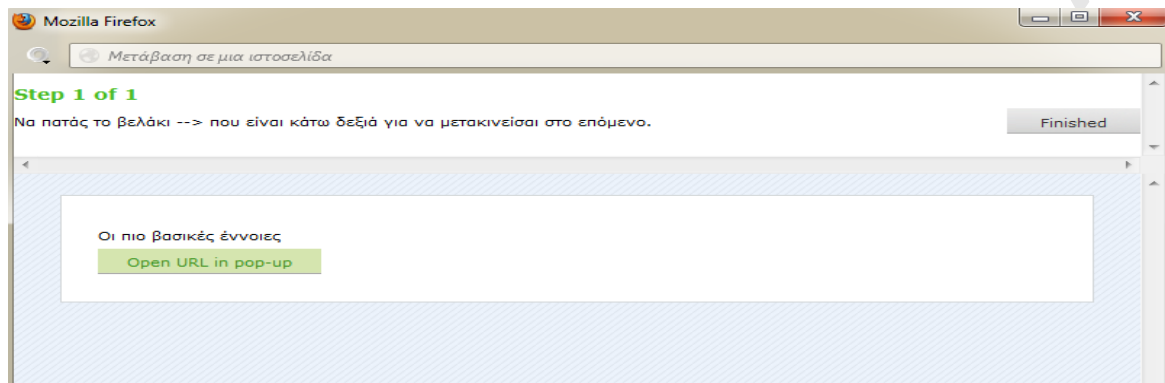 Mozilla Firefox
Μετάβαση σε μια ιστοσελίδα
Step 1 of 1
Να πατάς το βελάκι --> που είναι κάτω δεξιά για να μετακινείσαι στο επόμενο.
Finished
Οι πιο βασικές έννοιες
Open URL in pop-up